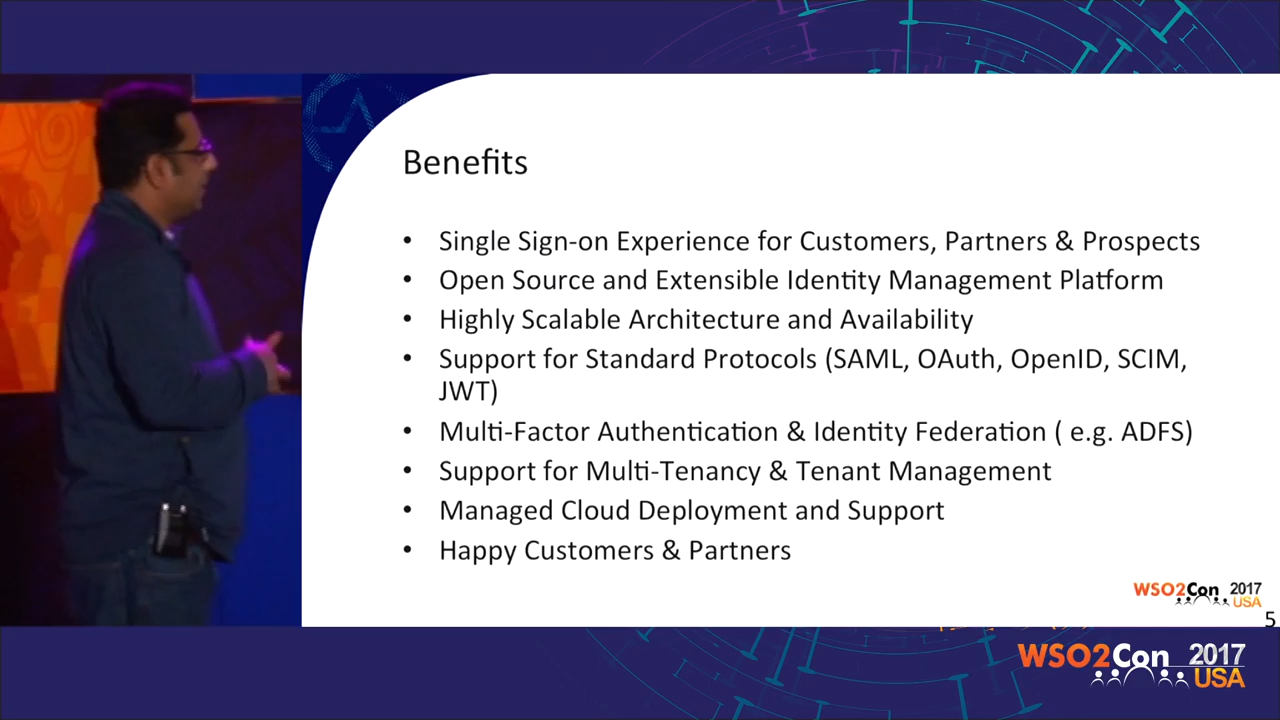 Benefits
• Single Sign-on Experience for Customers, Partners & Prospects
• Open Source and Extensible Identity Management Platform
• Highly Scalable Architecture and Availability
• Support for Standard Protocols (SAML, OAuth, OpenID, SCIM,
JWT)
• Multi-Factor Authentication & Identity Federation ( e.g. ADFS)
• Support for Multi-Tenancy & Tenant Management
• Managed Cloud Deployment and Support
• Happy Customers & Partners
WSO2Con 2017
USA
5
WSO2Con 2017
USA